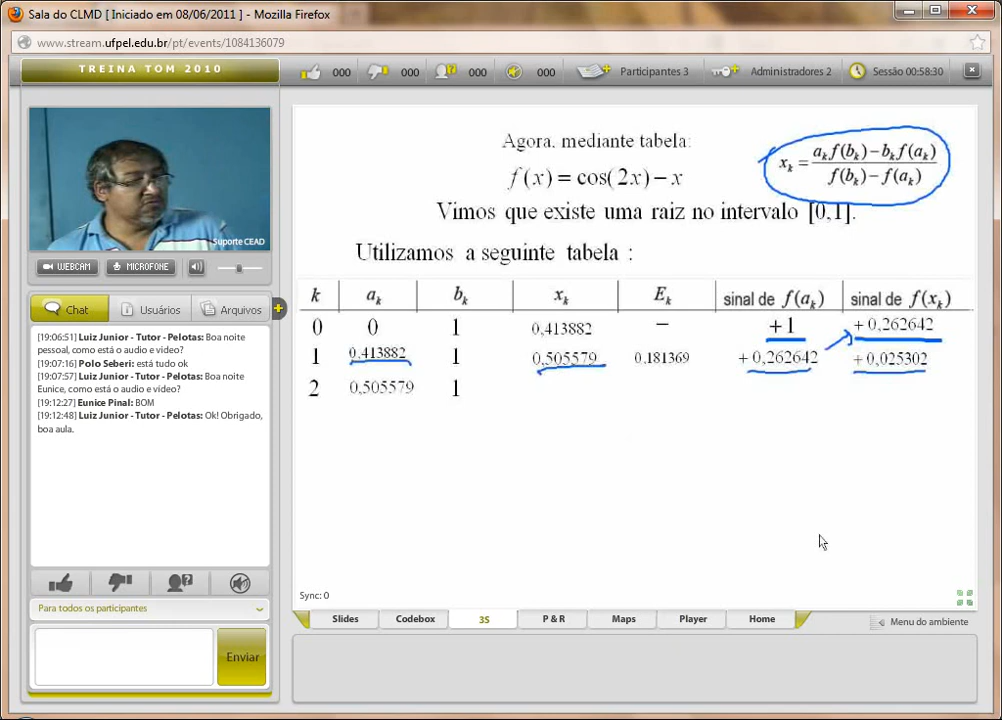 Sala do CLMD [ Iniciado em 08/06/2011 ] - Mozilla Firefox
www.stream.ufpel.edu.br/pt/events/1084136079
TREINA TOM 2010
000 000 000 000 Participantes 3 Administradores 2 Sessão 00:58:30
Suporte CEAD
WEBCAM MICROFONE
Chat Usuários Arquivos
[19:06:51] Luiz Junior - Tutor - Pelotas: Boa noite
pessoal, como está o audio e video?
[19:07:16] Polo Seberi: está tudo ok
[19:07:57] Luiz Junior - Tutor - Pelotas: Boa noite
Eunice, como está o audio e vídeo?
[19:12:27] Eunice Pinal: BOM
[19:12:48] Luiz Junior - Tutor - Pelotas: Ok! Obrigado,
boa aula.
Para todos os participantes
Enviar
Agora, mediante tabela:
f(x) = cos(2x) − x
x_k = (a_k f(b_k) − b_k f(a_k)) / (f(b_k) − f(a_k))
Vimos que existe uma raiz no intervalo [0,1].
Utilizamos a seguinte tabela :
k a_k b_k x_k E_k sinal de f(a_k) sinal de f(x_k)
0 0 1 0,413882 − +1 +0,262642
1 0,413882 1 0,505579 0,181369 +0,262642 +0,025302
2 0,505579 1
Sync: 0
Slides Codebox 35 P & R Maps Player Home Menu do ambiente